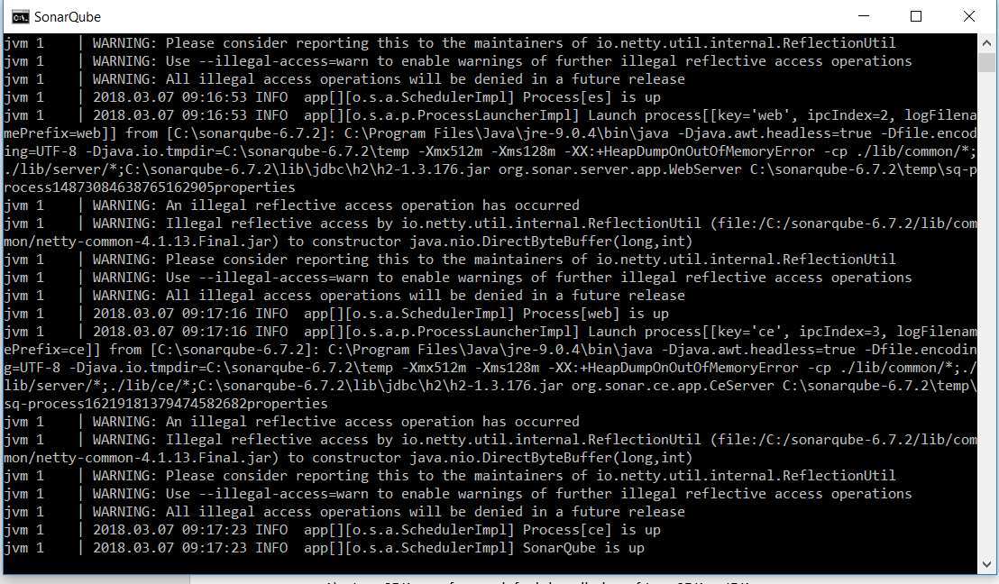 SonarQube
jvm 1    | WARNING: Please consider reporting this to the maintainers of io.netty.util.internal.ReflectionUtil
jvm 1    | WARNING: Use --illegal-access=warn to enable warnings of further illegal reflective access operations
jvm 1    | WARNING: All illegal access operations will be denied in a future release
jvm 1    | 2018.03.07 09:16:53 INFO  app[][o.s.a.SchedulerImpl] Process[es] is up
jvm 1    | 2018.03.07 09:16:53 INFO  app[][o.s.a.p.ProcessLauncherImpl] Launch process[[key='web', ipcIndex=2, logFilena
mePrefix=web]] from [C:\sonarqube-6.7.2]: C:\Program Files\Java\jre-9.0.4\bin\java -Djava.awt.headless=true -Dfile.encod
ing=UTF-8 -Djava.io.tmpdir=C:\sonarqube-6.7.2\temp -Xmx512m -Xms128m -XX:+HeapDumpOnOutOfMemoryError -cp ./lib/common/*;
./lib/server/*;C:\sonarqube-6.7.2\lib\jdbc\h2\h2-1.3.176.jar org.sonar.server.app.WebServer C:\sonarqube-6.7.2\temp\sq-p
rocess14873084638765162905properties
jvm 1    | WARNING: An illegal reflective access operation has occurred
jvm 1    | WARNING: Illegal reflective access by io.netty.util.internal.ReflectionUtil (file:/C:/sonarqube-6.7.2/lib/com
mon/netty-common-4.1.13.Final.jar) to constructor java.nio.DirectByteBuffer(long,int)
jvm 1    | WARNING: Please consider reporting this to the maintainers of io.netty.util.internal.ReflectionUtil
jvm 1    | WARNING: Use --illegal-access=warn to enable warnings of further illegal reflective access operations
jvm 1    | WARNING: All illegal access operations will be denied in a future release
jvm 1    | 2018.03.07 09:17:16 INFO  app[][o.s.a.SchedulerImpl] Process[web] is up
jvm 1    | 2018.03.07 09:17:16 INFO  app[][o.s.a.p.ProcessLauncherImpl] Launch process[[key='ce', ipcIndex=3, logFilenam
ePrefix=ce]] from [C:\sonarqube-6.7.2]: C:\Program Files\Java\jre-9.0.4\bin\java -Djava.awt.headless=true -Dfile.encodin
g=UTF-8 -Djava.io.tmpdir=C:\sonarqube-6.7.2\temp -Xmx512m -Xms128m -XX:+HeapDumpOnOutOfMemoryError -cp ./lib/common/*;./
lib/server/*;./lib/ce/*;C:\sonarqube-6.7.2\lib\jdbc\h2\h2-1.3.176.jar org.sonar.ce.app.CeServer C:\sonarqube-6.7.2\temp\
sq-process16219181379474582682properties
jvm 1    | WARNING: An illegal reflective access operation has occurred
jvm 1    | WARNING: Illegal reflective access by io.netty.util.internal.ReflectionUtil (file:/C:/sonarqube-6.7.2/lib/com
mon/netty-common-4.1.13.Final.jar) to constructor java.nio.DirectByteBuffer(long,int)
jvm 1    | WARNING: Please consider reporting this to the maintainers of io.netty.util.internal.ReflectionUtil
jvm 1    | WARNING: Use --illegal-access=warn to enable warnings of further illegal reflective access operations
jvm 1    | WARNING: All illegal access operations will be denied in a future release
jvm 1    | 2018.03.07 09:17:23 INFO  app[][o.s.a.SchedulerImpl] Process[ce] is up
jvm 1    | 2018.03.07 09:17:23 INFO  app[][o.s.a.SchedulerImpl] SonarQube is up